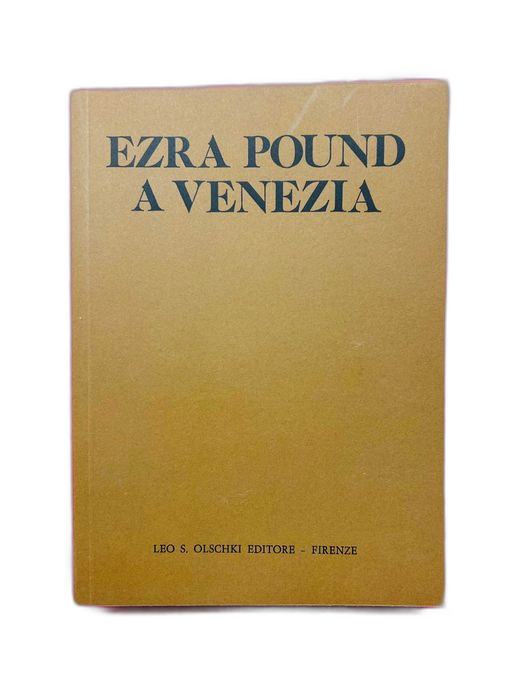 EZRA POUND
A VENEZIA
LEO S. OLSCHKI EDITORE - FIRENZE